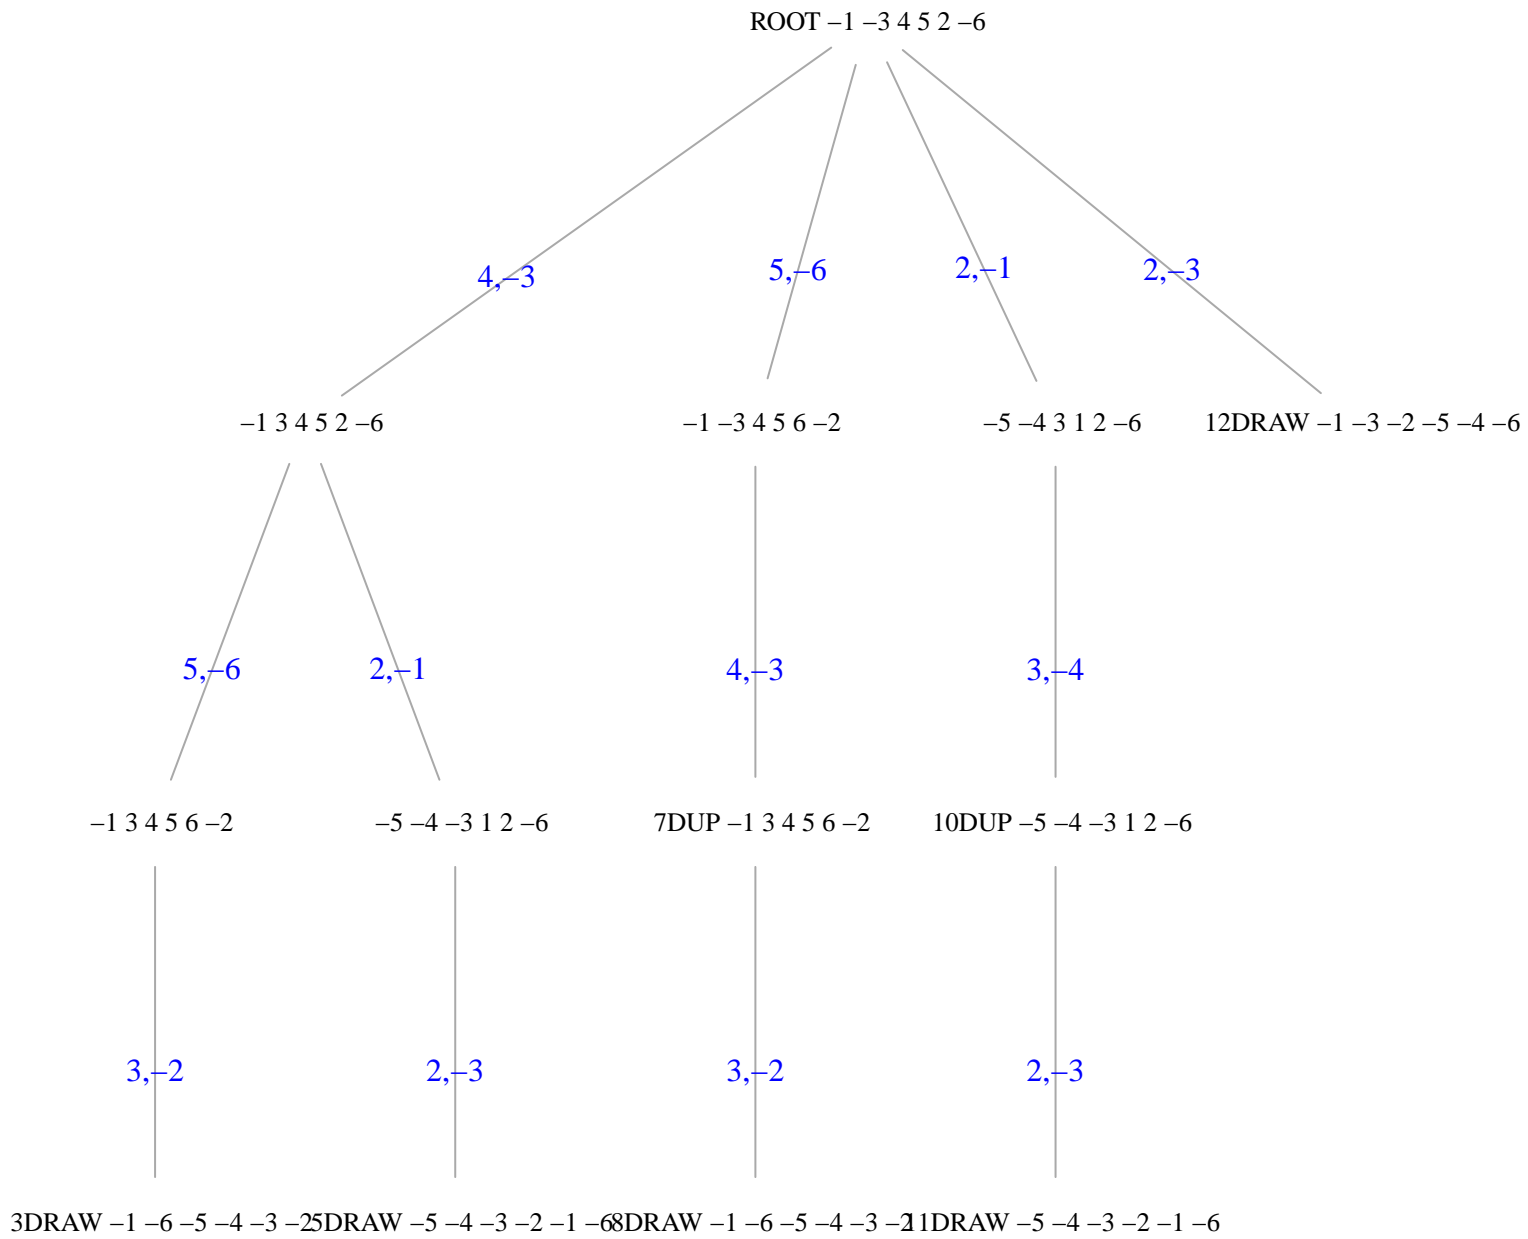 ROOT –1 –3 4 5 2 –6
4,–3
5,–6
2,–1
2,–3
–1 3 4 5 2 –6
–1 –3 4 5 6 –2
–5 –4 3 1 2 –6
12DRAW –1 –3 –2 –5 –4 –6
5,–6
2,–1
4,–3
3,–4
–1 3 4 5 6 –2
–5 –4 –3 1 2 –6
7DUP –1 3 4 5 6 –2
10DUP –5 –4 –3 1 2 –6
3,–2
2,–3
3,–2
2,–3
3DRAW –1 –6 –5 –4 –3 –2
5DRAW –5 –4 –3 –2 –1 –6
8DRAW –1 –6 –5 –4 –3 –2
11DRAW –5 –4 –3 –2 –1 –6